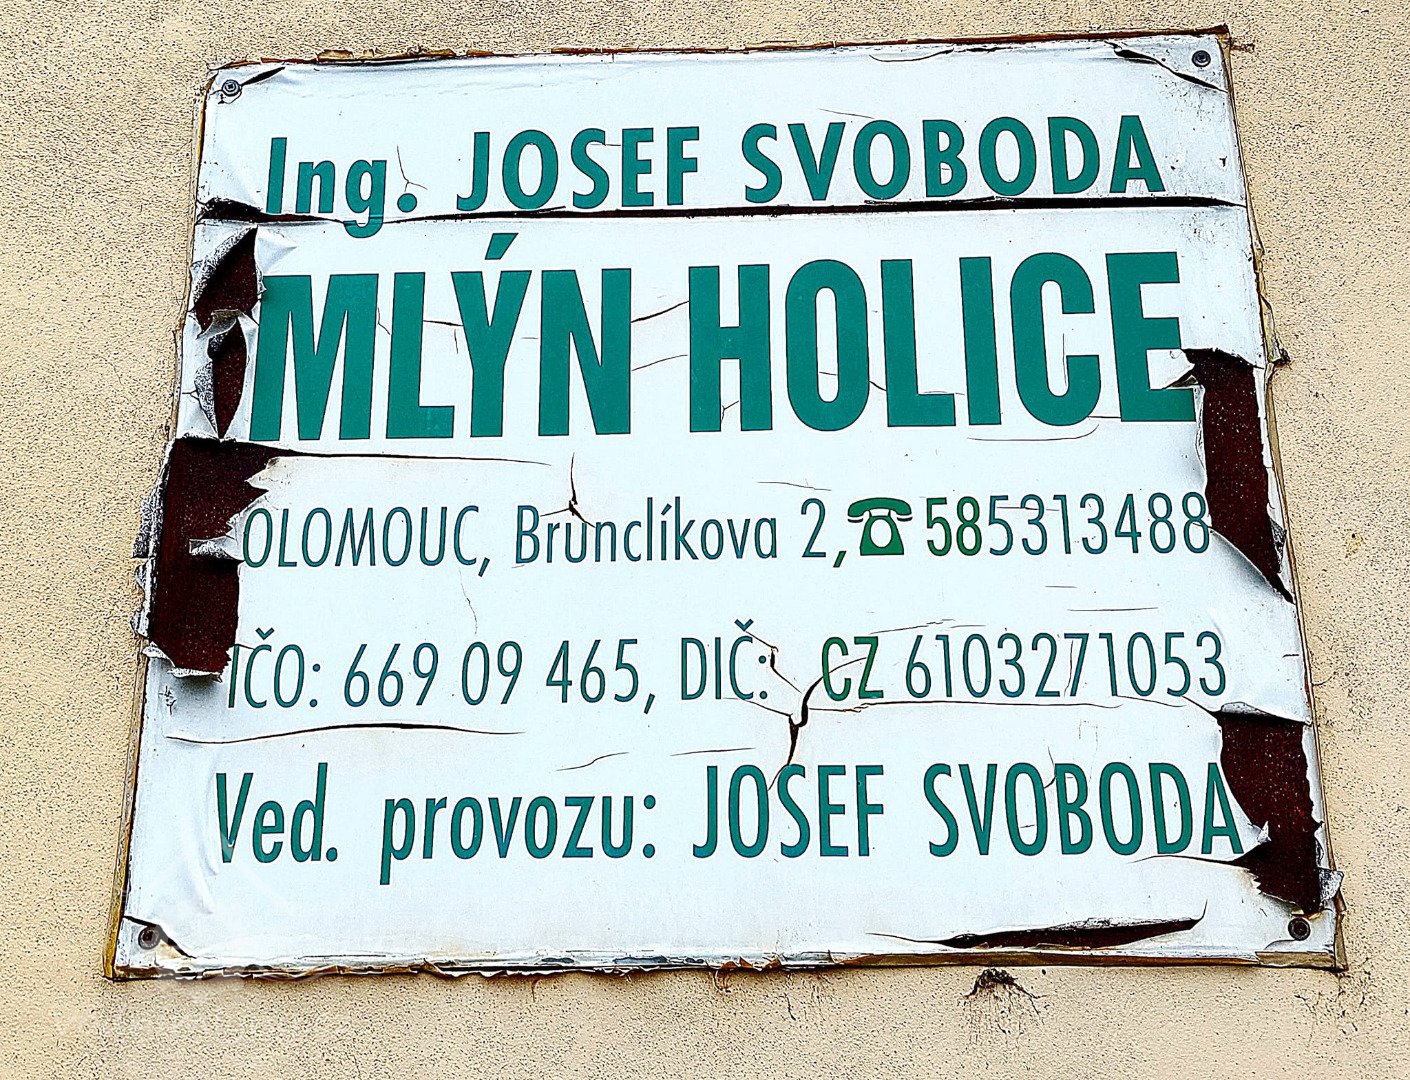 Ing. JOSEF SVOBODA
MLÝN HOLICE
OLOMOUC, Brunclíkova 2,☎585313488
IČO: 669 09 465, DIČ: CZ 6103271053
Ved. provozu: JOSEF SVOBODA